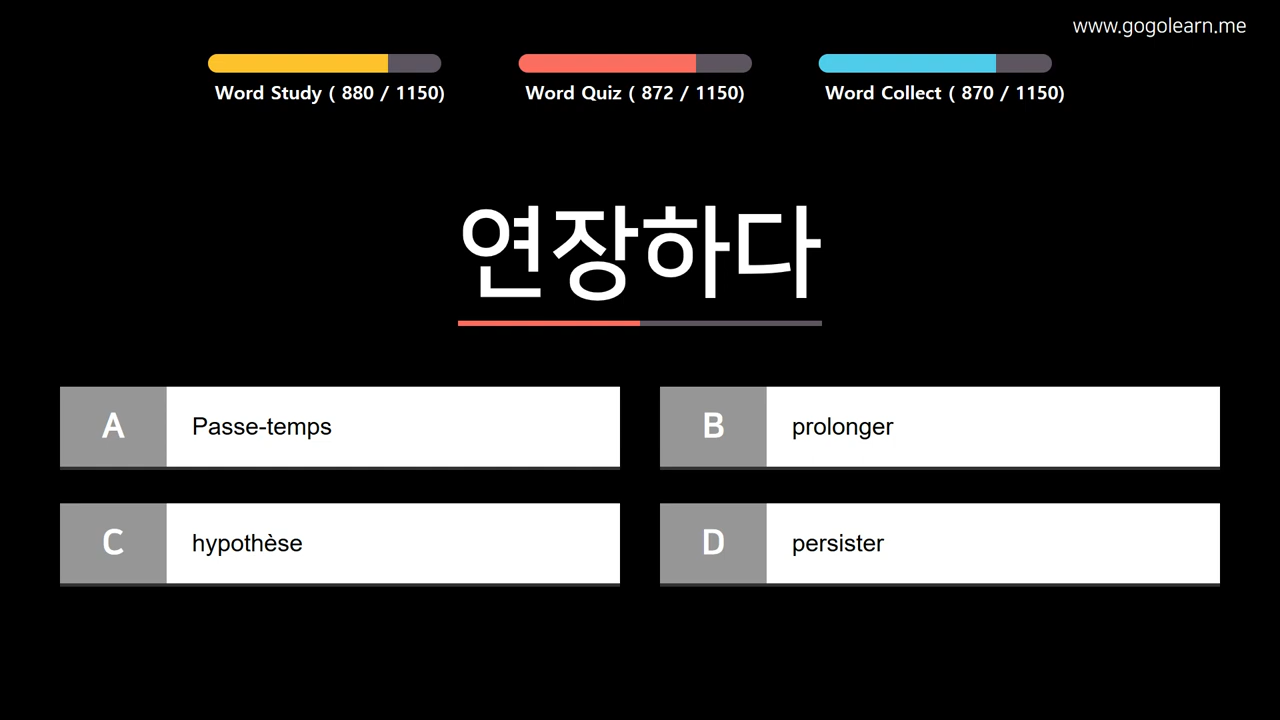 www.gogolearn.me
Word Study ( 880 / 1150)
Word Quiz ( 872 / 1150)
Word Collect ( 870 / 1150)
연장하다
A Passe-temps
B prolonger
C hypothèse
D persister